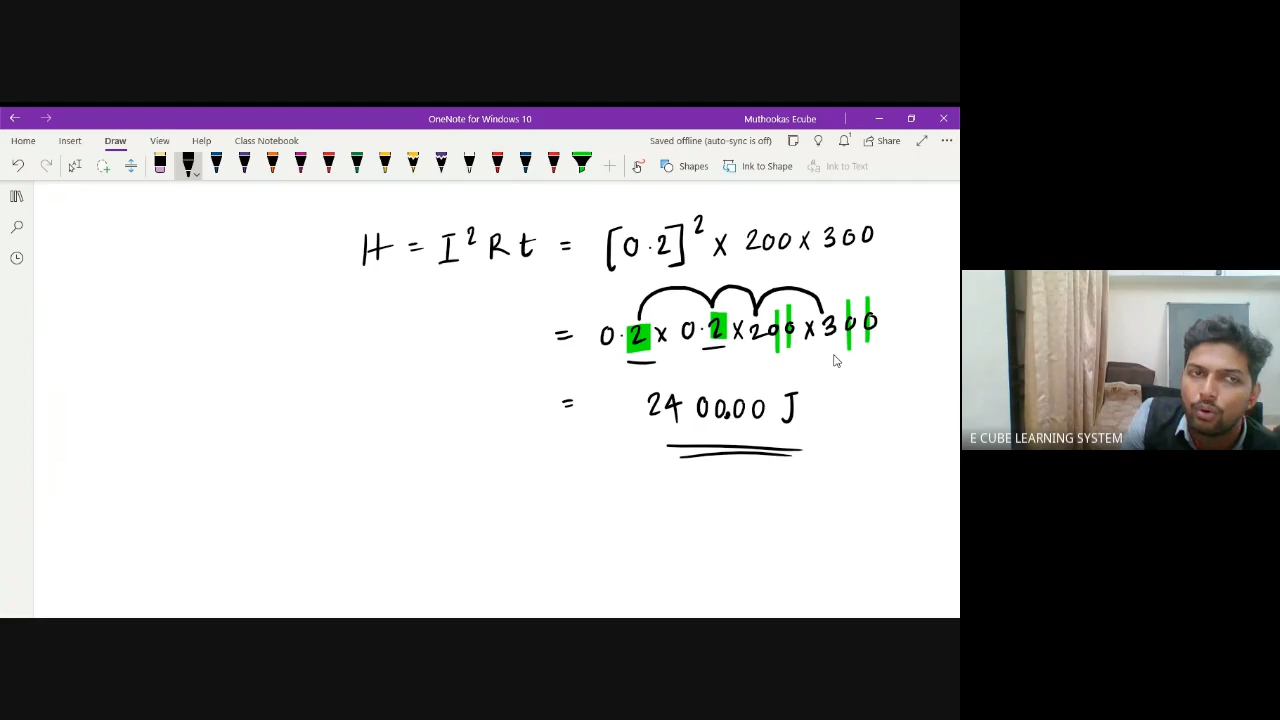 OneNote for Windows 10
Muthookas Ecube
Home Insert Draw View Help Class Notebook
Saved offline (auto-sync is off) Share
Shapes Ink to Shape Ink to Text
H = I² R t = [0.2]² × 200 × 300
= 0.2 × 0.2 × 200 × 300
= 2400.00 J
E CUBE LEARNING SYSTEM